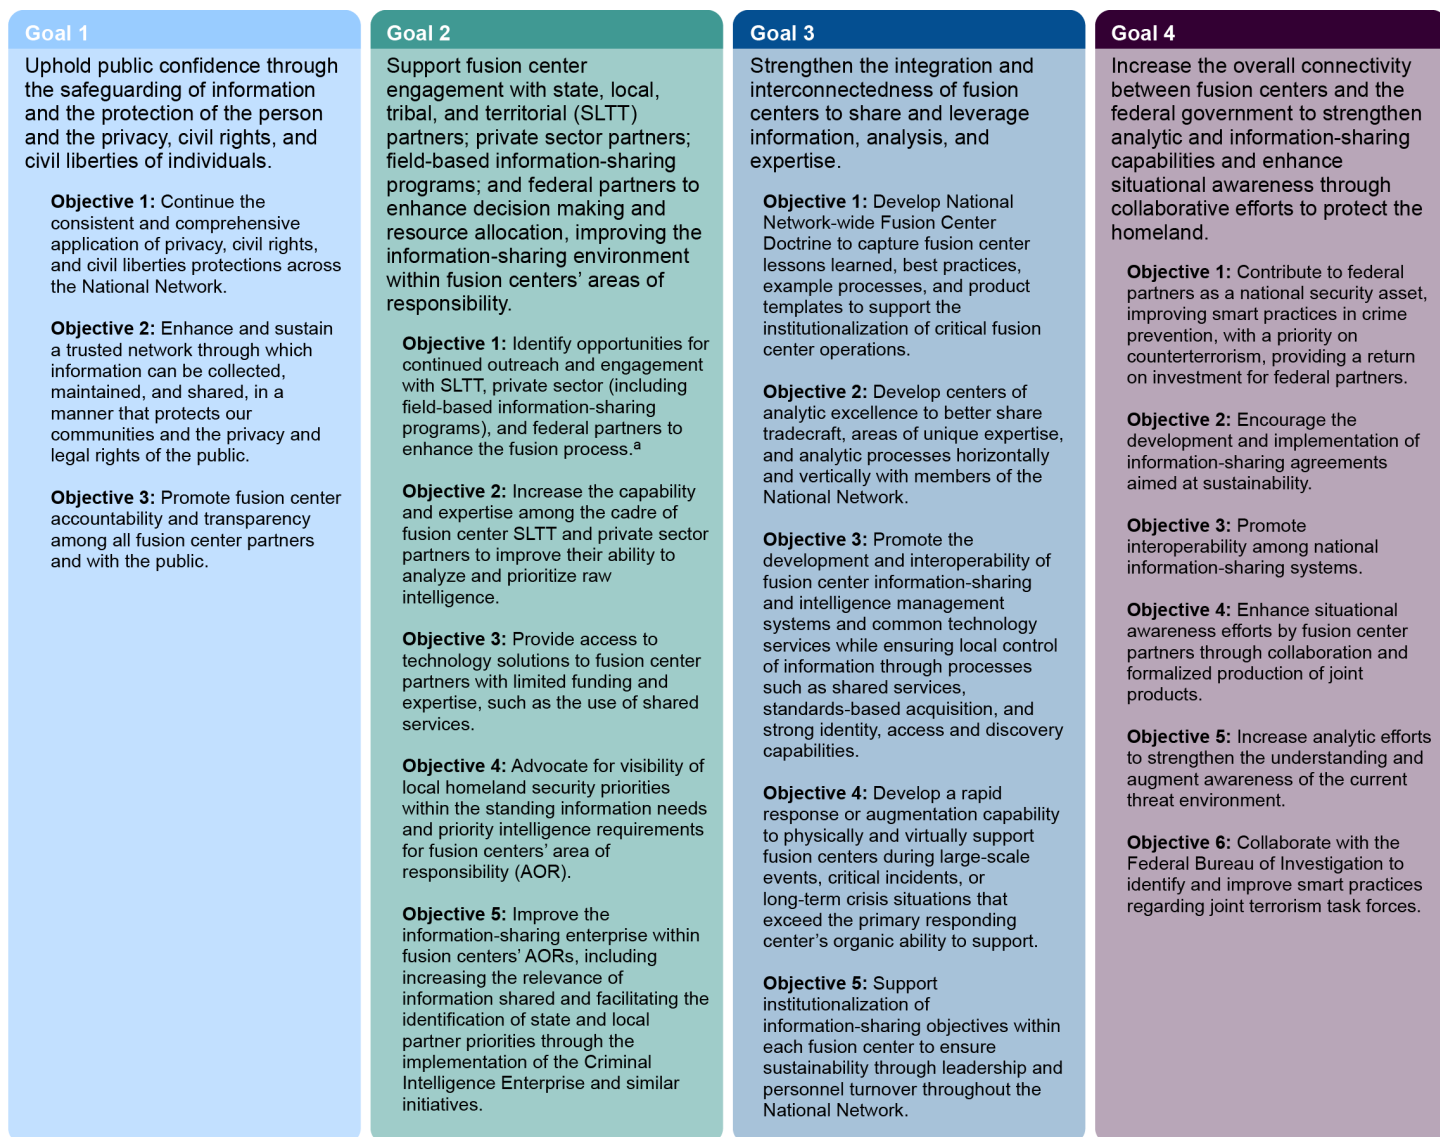 Goal 1
Uphold public confidence through
the safeguarding of information
and the protection of the person
and the privacy, civil rights, and
civil liberties of individuals.
Objective 1: Continue the
consistent and comprehensive
application of privacy, civil rights,
and civil liberties protections across
the National Network.
Objective 2: Enhance and sustain
a trusted network through which
information can be collected,
maintained, and shared, in a
manner that protects our
communities and the privacy and
legal rights of the public.
Objective 3: Promote fusion center
accountability and transparency
among all fusion center partners
and with the public.
Goal 2
Support fusion center
engagement with state, local,
tribal, and territorial (SLTT)
partners; private sector partners;
field-based information-sharing
programs; and federal partners to
enhance decision making and
resource allocation, improving the
information-sharing environment
within fusion centers’ areas of
responsibility.
Objective 1: Identify opportunities for
continued outreach and engagement
with SLTT, private sector (including
field-based information-sharing
programs), and federal partners to
enhance the fusion process.ª
Objective 2: Increase the capability
and expertise among the cadre of
fusion center SLTT and private sector
partners to improve their ability to
analyze and prioritize raw
intelligence.
Objective 3: Provide access to
technology solutions to fusion center
partners with limited funding and
expertise, such as the use of shared
services.
Objective 4: Advocate for visibility of
local homeland security priorities
within the standing information needs
and priority intelligence requirements
for fusion centers’ area of
responsibility (AOR).
Objective 5: Improve the
information-sharing enterprise within
fusion centers’ AORs, including
increasing the relevance of
information shared and facilitating the
identification of state and local
partner priorities through the
implementation of the Criminal
Intelligence Enterprise and similar
initiatives.
Goal 3
Strengthen the integration and
interconnectedness of fusion
centers to share and leverage
information, analysis, and
expertise.
Objective 1: Develop National
Network-wide Fusion Center
Doctrine to capture fusion center
lessons learned, best practices,
example processes, and product
templates to support the
institutionalization of critical fusion
center operations.
Objective 2: Develop centers of
analytic excellence to better share
tradecraft, areas of unique expertise,
and analytic processes horizontally
and vertically with members of the
National Network.
Objective 3: Promote the
development and interoperability of
fusion center information-sharing
and intelligence management
systems and common technology
services while ensuring local control
of information through processes
such as shared services,
standards-based acquisition, and
strong identity, access and discovery
capabilities.
Objective 4: Develop a rapid
response or augmentation capability
to physically and virtually support
fusion centers during large-scale
events, critical incidents, or
long-term crisis situations that
exceed the primary responding
center’s organic ability to support.
Objective 5: Support
institutionalization of
information-sharing objectives within
each fusion center to ensure
sustainability through leadership and
personnel turnover throughout the
National Network.
Goal 4
Increase the overall connectivity
between fusion centers and the
federal government to strengthen
analytic and information-sharing
capabilities and enhance
situational awareness through
collaborative efforts to protect the
homeland.
Objective 1: Contribute to federal
partners as a national security asset,
improving smart practices in crime
prevention, with a priority on
counterterrorism, providing a return
on investment for federal partners.
Objective 2: Encourage the
development and implementation of
information-sharing agreements
aimed at sustainability.
Objective 3: Promote
interoperability among national
information-sharing systems.
Objective 4: Enhance situational
awareness efforts by fusion center
partners through collaboration and
formalized production of joint
products.
Objective 5: Increase analytic efforts
to strengthen the understanding and
augment awareness of the current
threat environment.
Objective 6: Collaborate with the
Federal Bureau of Investigation to
identify and improve smart practices
regarding joint terrorism task forces.